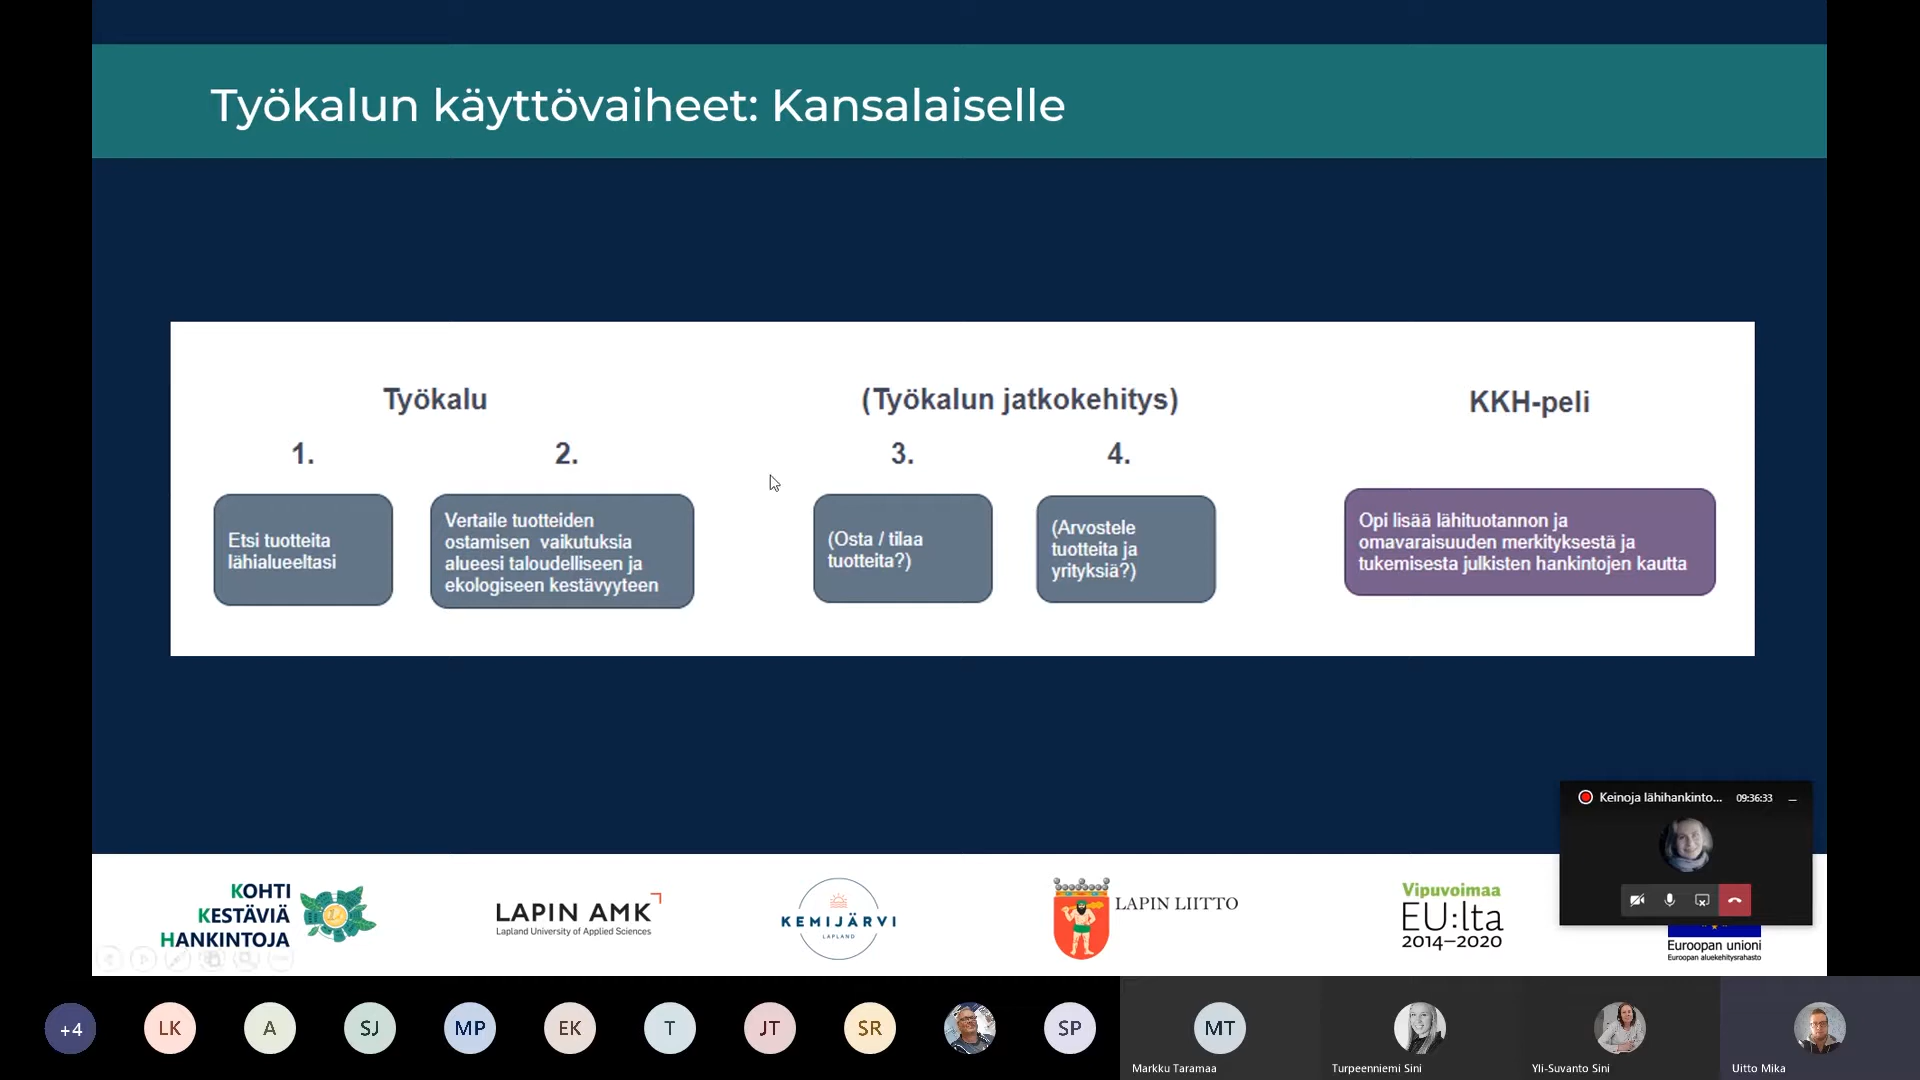 Työkalun käyttövaiheet: Kansalaiselle
Työkalu
1.
2.
Etsi tuotteita
lähialueeltasi
Vertaile tuotteiden
ostamisen vaikutuksia
alueesi taloudelliseen ja
ekologiseen kestävyyteen
(Työkalun jatkokehitys)
3.
4.
(Osta / tilaa
tuotteita?)
(Arvostele
tuotteita ja
yrityksiä?)
KKH-peli
Opi lisää lähituotannon ja
omavaraisuuden merkityksestä ja
tukemisesta julkisten hankintojen kautta
Keinoja lähihankinto...
09:36:33
KOHTI
KESTÄVIÄ
HANKINTOJA
LAPIN AMK
Lapland University of Applied Sciences
KEMIJÄRVI
LAPLAND
LAPIN LIITTO
Vipuvoimaa
EU:lta
2014–2020
Euroopan unioni
Euroopan aluekehitysrahasto
+4
LK
A
SJ
MP
EK
T
JT
SR
SP
MT
Markku Taramaa
Turpeenniemi Sini
Yli-Suvanto Sini
Uitto Mika